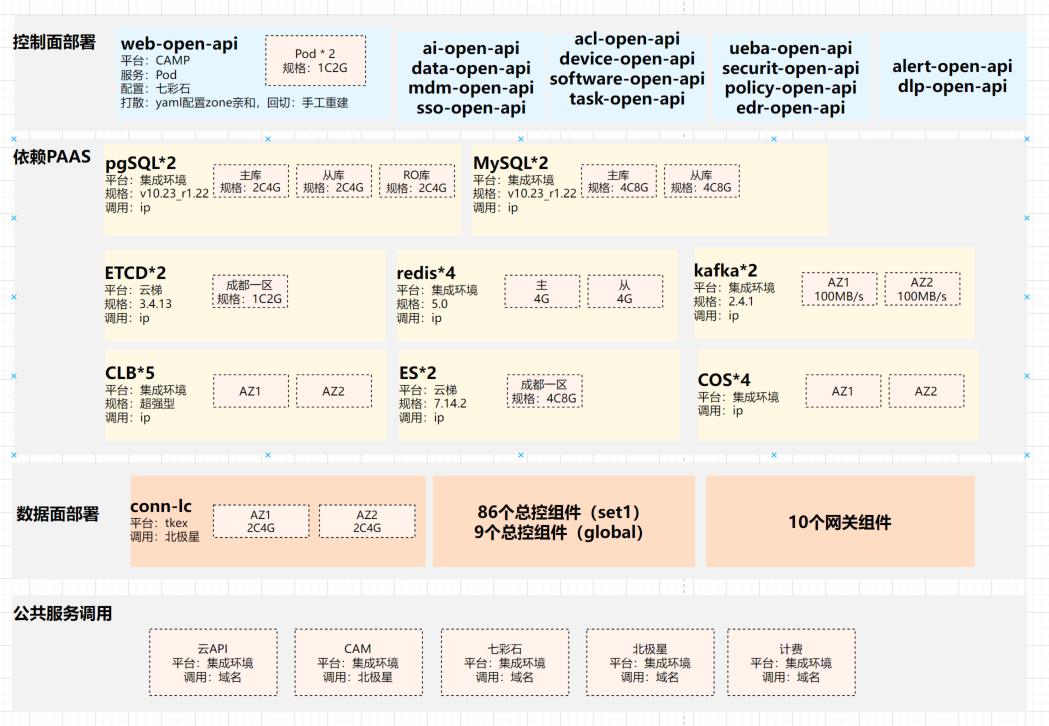 控制面部署
web-open-api
平台：CAMP
服务：Pod
配置：七彩石
打散：yaml配置zone亲和，回切：手工重建
Pod * 2
规格：1C2G
ai-open-api
data-open-api
mdm-open-api
sso-open-api
acl-open-api
device-open-api
software-open-api
task-open-api
ueba-open-api
securit-open-api
policy-open-api
edr-open-api
alert-open-api
dlp-open-api
依赖PAAS
pgSQL*2
平台：集成环境
规格：v10.23_r1.22
调用：ip
主库
规格：2C4G
从库
规格：2C4G
RO库
规格：2C4G
MySQL*2
平台：集成环境
规格：v10.23_r1.22
调用：ip
主库
规格：4C8G
从库
规格：4C8G
ETCD*2
平台：云梯
规格：3.4.13
调用：ip
成都一区
规格：1C2G
redis*4
平台：集成环境
规格：5.0
调用：ip
主
4G
从
4G
kafka*2
平台：集成环境
规格：2.4.1
调用：ip
AZ1
100MB/s
AZ2
100MB/s
CLB*5
平台：集成环境
规格：超强型
调用：ip
AZ1
AZ2
ES*2
平台：云梯
规格：7.14.2
调用：ip
成都一区
规格：4C8G
COS*4
平台：集成环境
调用：ip
AZ1
AZ2
数据面部署
conn-lc
平台：tkex
调用：北极星
AZ1
2C4G
AZ2
2C4G
86个总控组件（set1）
9个总控组件（global）
10个网关组件
公共服务调用
云API
平台：集成环境
调用：域名
CAM
平台：集成环境
调用：北极星
七彩石
平台：集成环境
调用：域名
北极星
平台：集成环境
调用：域名
计费
平台：集成环境
调用：域名